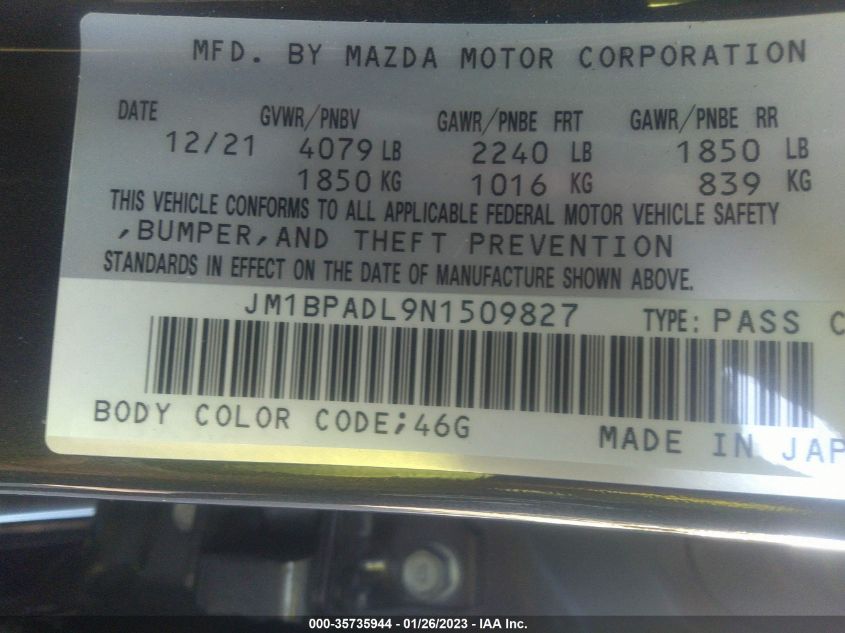 MFD. BY MAZDA MOTOR CORPORATION
DATE GVWR/PNBV GAWR/PNBE FRT GAWR/PNBE RR
12/21 4079 LB 2240 LB 1850 LB
1850 KG 1016 KG 839 KG
THIS VEHICLE CONFORMS TO ALL APPLICABLE FEDERAL MOTOR VEHICLE SAFETY
,BUMPER,AND THEFT PREVENTION
STANDARDS IN EFFECT ON THE DATE OF MANUFACTURE SHOWN ABOVE.
JM1BPADL9N1509827 TYPE: PASS C
BODY COLOR CODE;46G
MADE IN JAP
000-35735944 - 01/26/2023 - IAA Inc.